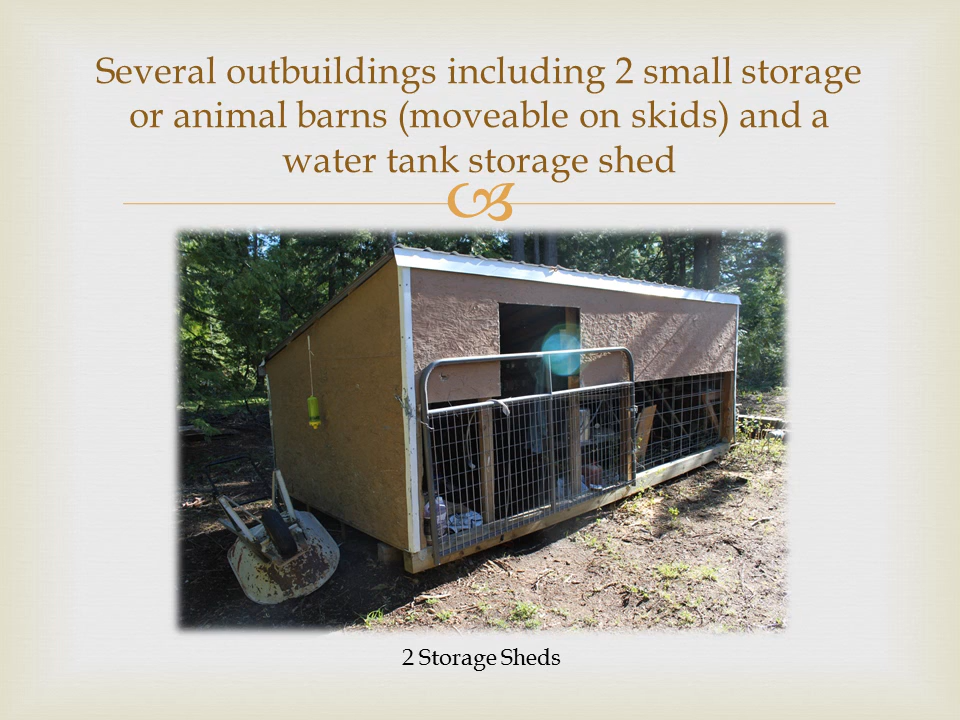 Several outbuildings including 2 small storage
or animal barns (moveable on skids) and a
water tank storage shed
2 Storage Sheds